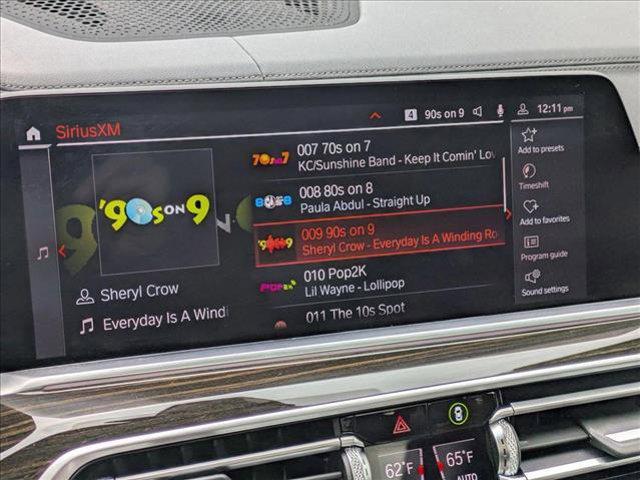 4 90s on 9 12:11 pm
SiriusXM
'90s ON 9
Sheryl Crow
Everyday Is A Windi
70s on 7
007 70s on 7
KC/Sunshine Band - Keep It Comin' Lov
008 80s on 8
Paula Abdul - Straight Up
009 90s on 9
Sheryl Crow - Everyday Is A Winding Ro
010 Pop2K
Lil Wayne - Lollipop
011 The 10s Spot
Add to presets
Timeshift
Add to favorites
Program guide
Sound settings
62°F
65°F
AUTO